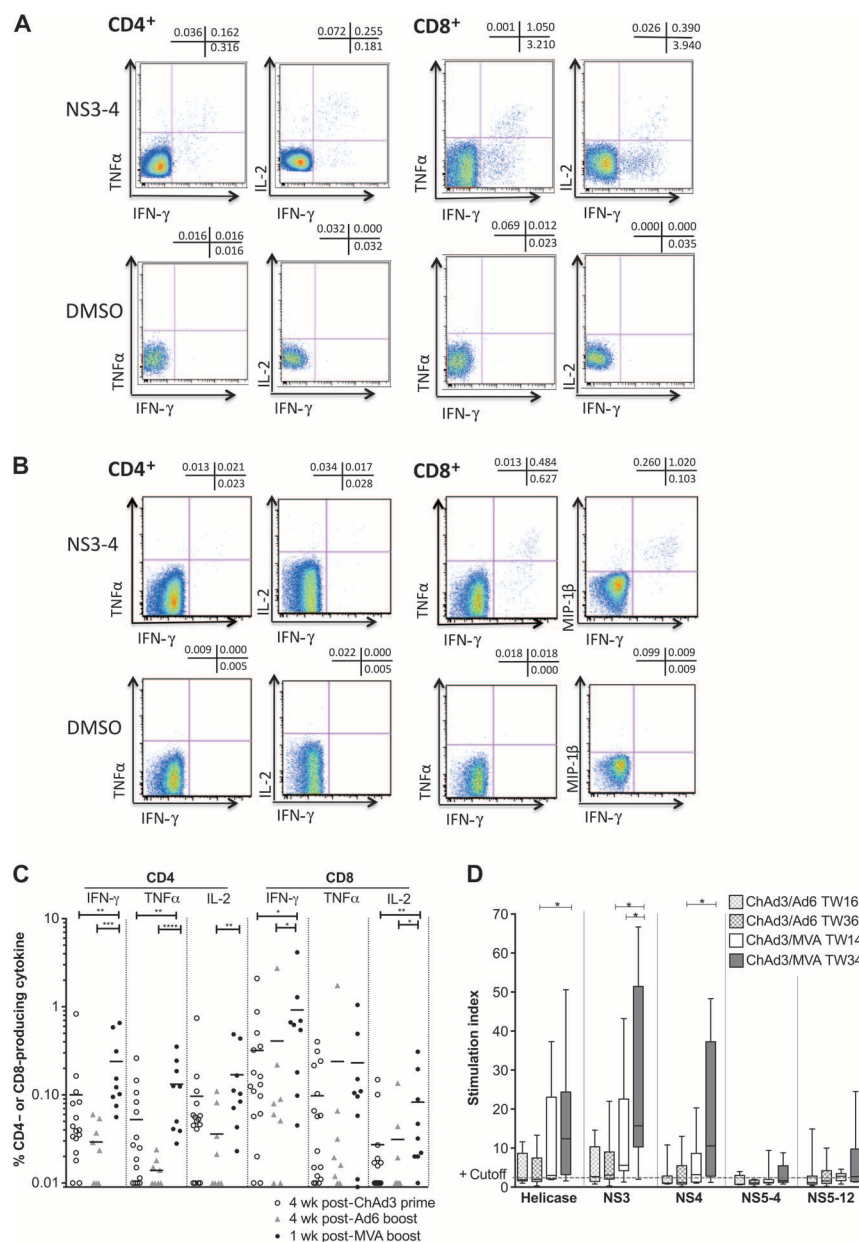 A
CD4+
CD8+
0.036 0.162
0.316
0.072 0.255
0.181
0.001 1.050
3.210
0.026 0.390
3.940
NS3-4
TNFα
IL-2
TNFα
IL-2
IFN-γ
IFN-γ
IFN-γ
IFN-γ
0.016 0.016
0.016
0.032 0.000
0.032
0.069 0.012
0.023
0.000 0.000
0.035
DMSO
TNFα
IL-2
TNFα
IL-2
IFN-γ
IFN-γ
IFN-γ
IFN-γ
B
CD4+
CD8+
0.013 0.021
0.023
0.034 0.017
0.028
0.013 0.484
0.627
0.260 1.020
0.103
NS3-4
TNFα
IL-2
TNFα
MIP-1β
IFN-γ
IFN-γ
IFN-γ
IFN-γ
0.009 0.000
0.005
0.022 0.000
0.005
0.018 0.018
0.000
0.099 0.009
0.009
DMSO
TNFα
IL-2
TNFα
MIP-1β
IFN-γ
IFN-γ
IFN-γ
IFN-γ
C
CD4
CD8
IFN-γ TNFα IL-2 IFN-γ TNFα IL-2
** ** * **
*** **** ** * *
% CD4– or CD8-producing cytokine
10
1
0.10
0.01
4 wk post-ChAd3 prime
4 wk post-Ad6 boost
1 wk post-MVA boost
D
* * *
*
ChAd3/Ad6 TW16
ChAd3/Ad6 TW36
ChAd3/MVA TW14
ChAd3/MVA TW34
Stimulation index
70
60
50
40
30
20
10
0
+ Cutoff
Helicase NS3 NS4 NS5-4 NS5-12